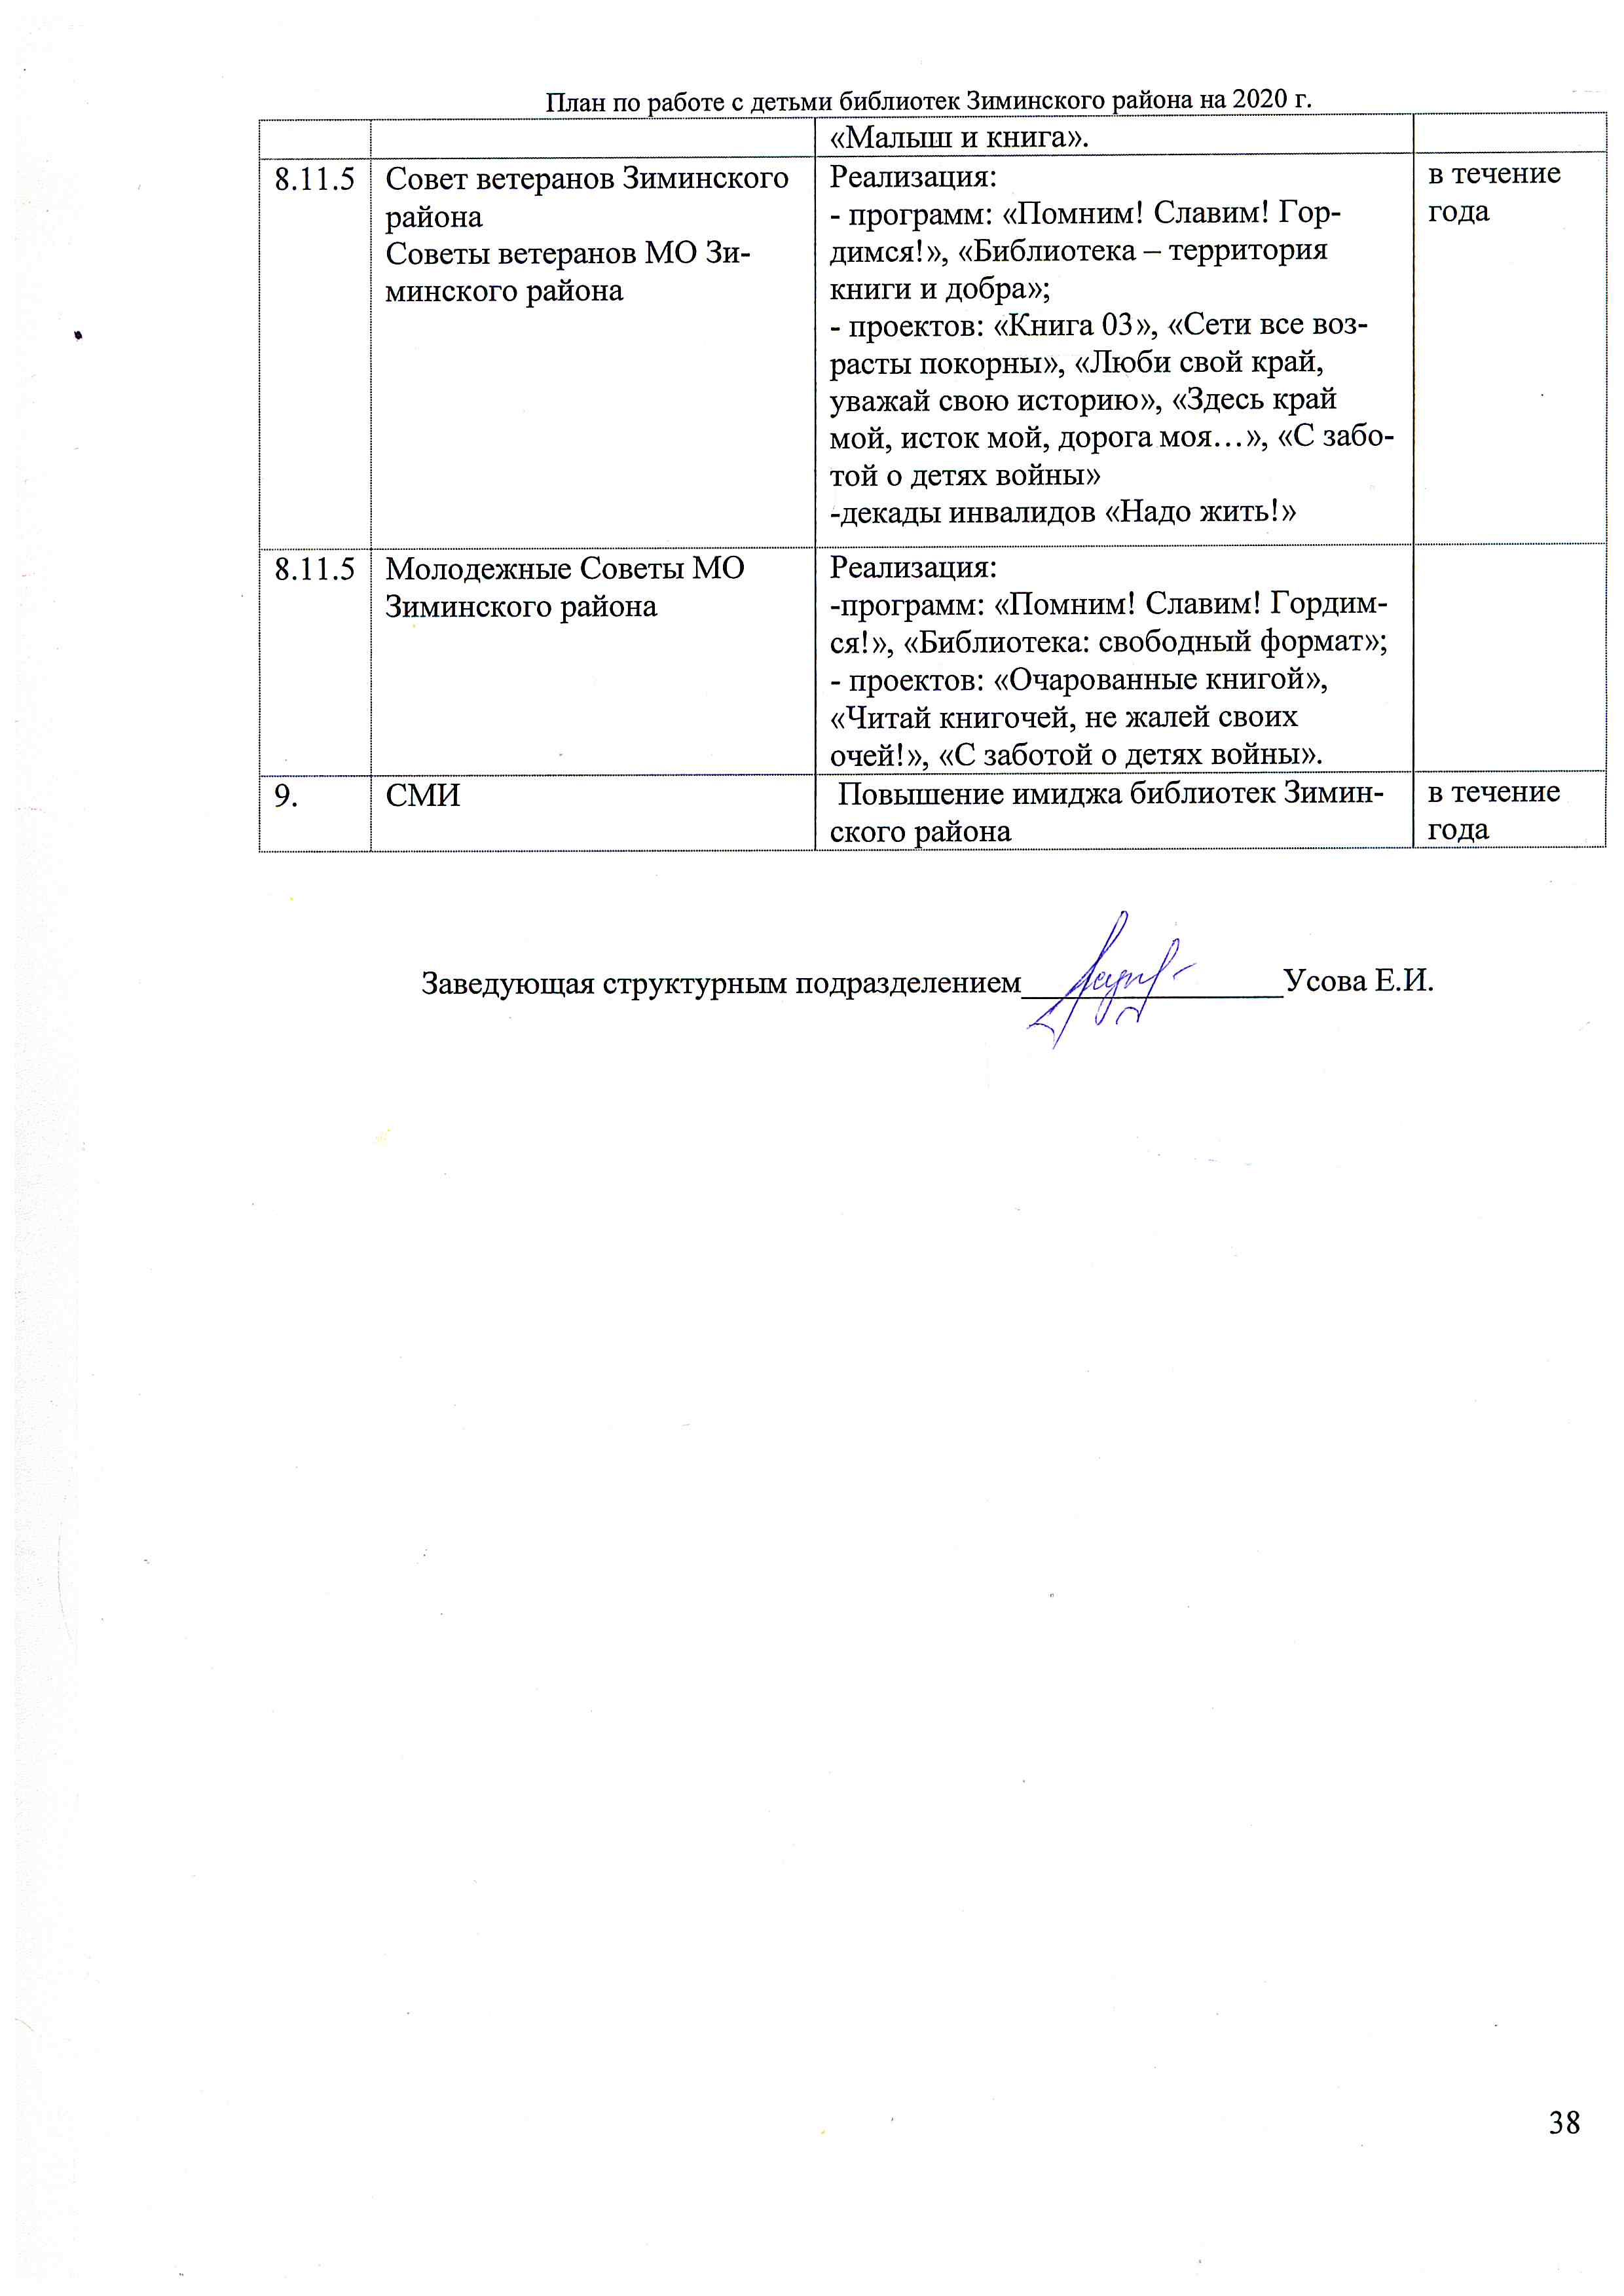 План по работе с детьми библиотек Зиминского района на 2020 г.
«Малыш и книга».
8.11.5
Совет ветеранов Зиминского
района
Советы ветеранов МО Зи-
минского района
Реализация:
- программ: «Помним! Славим! Гор-
димся!», «Библиотека – территория
книги и добра»;
- проектов: «Книга 03», «Сети все воз-
расты покорны», «Люби свой край,
уважай свою историю», «Здесь край
мой, исток мой, дорога моя…», «С забо-
той о детях войны»
-декады инвалидов «Надо жить!»
в течение
года
8.11.5
Молодежные Советы МО
Зиминского района
Реализация:
-программ: «Помним! Славим! Гордим-
ся!», «Библиотека: свободный формат»;
- проектов: «Очарованные книгой»,
«Читай книгочей, не жалей своих
очей!», «С заботой о детях войны».
9.
СМИ
Повышение имиджа библиотек Зимин-
ского района
в течение
года
Заведующая структурным подразделением________________Усова Е.И.
38